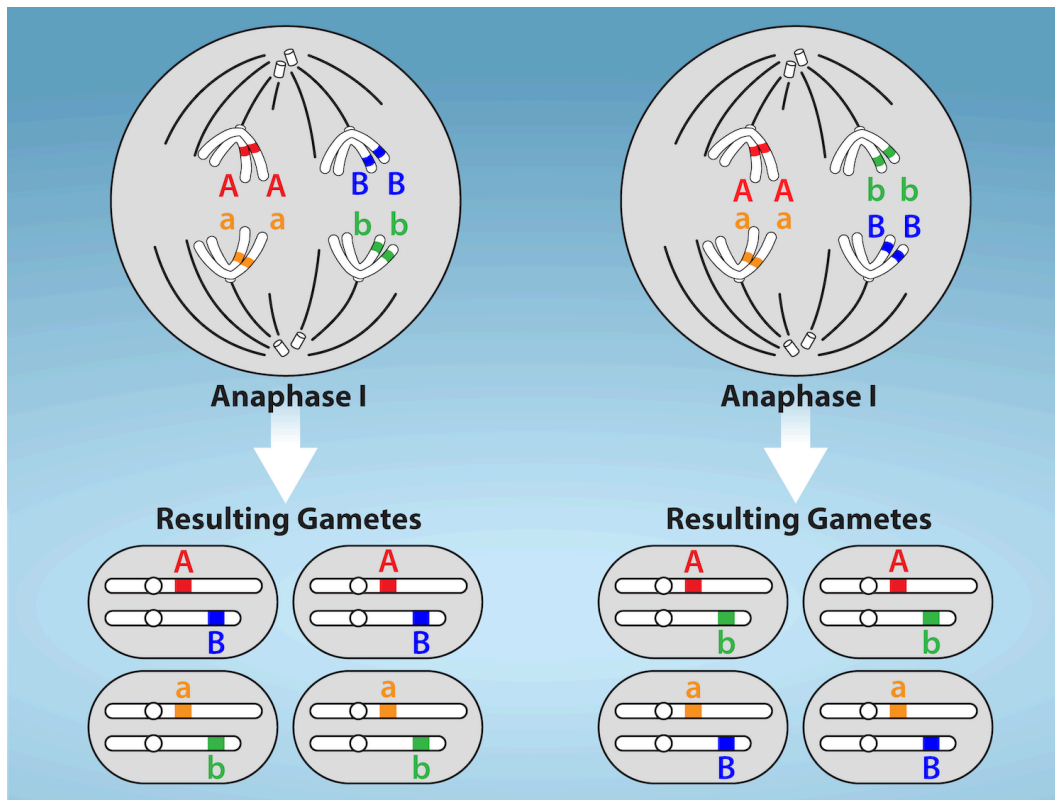 A A B B
a a b b
Anaphase I
Resulting Gametes
A A
B B
a a
b b
A A b b
a a B B
Anaphase I
Resulting Gametes
A A
b b
a a
B B